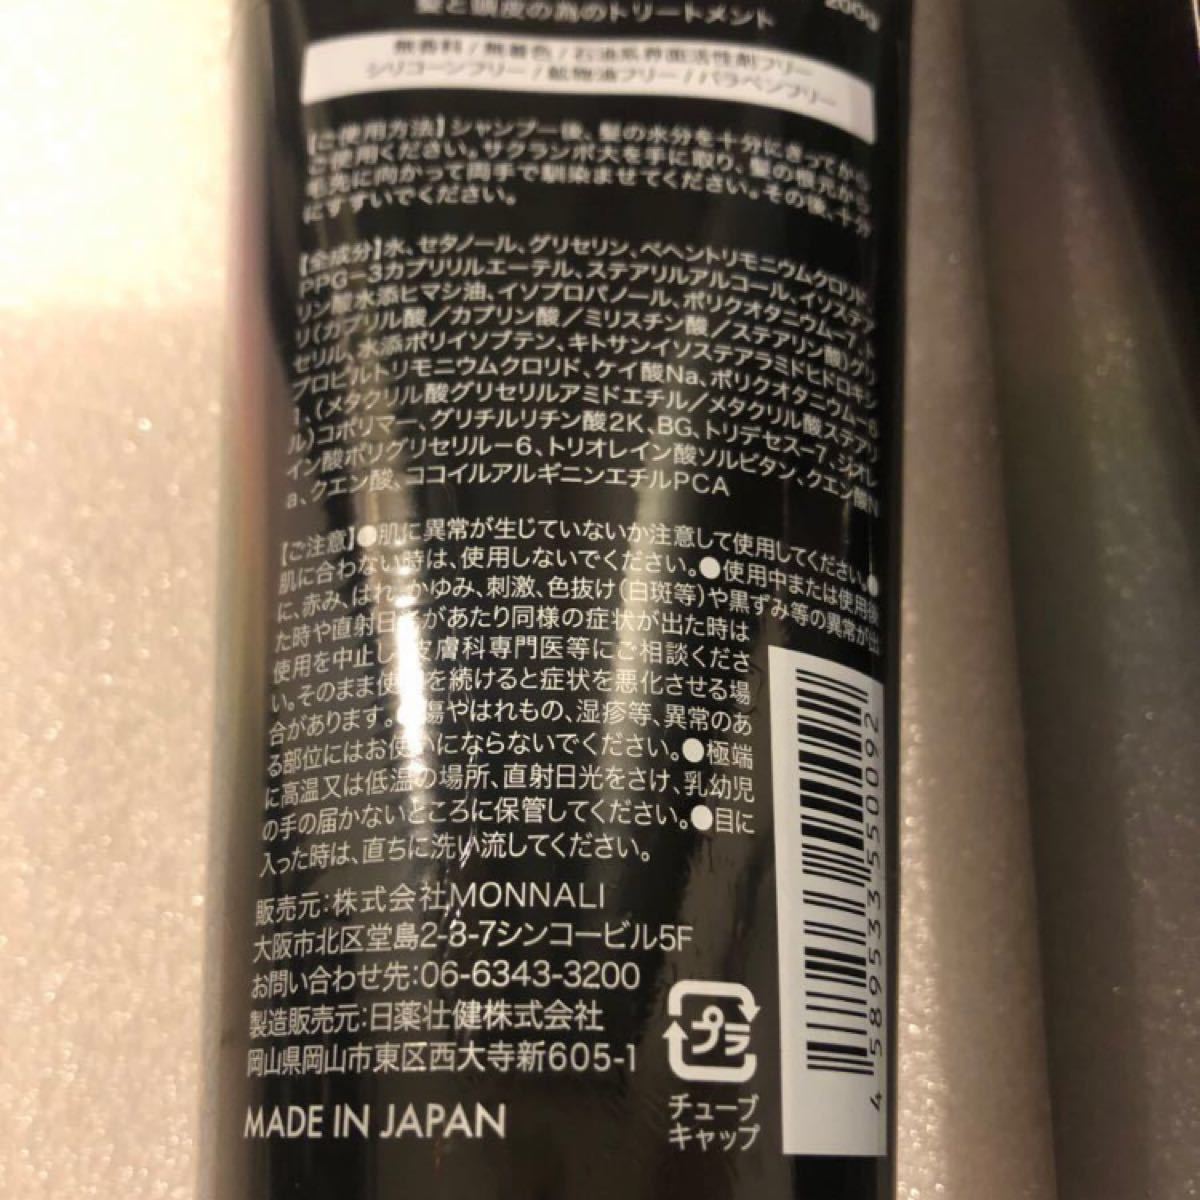 髪と頭皮の為のトリートメント
200g
無香料/無着色/石油系界面活性剤フリー
シリコーンフリー/鉱物油フリー/パラベンフリー
【ご使用方法】シャンプー後、髪の水分を十分にきってから
ご使用ください。サクランボ大を手に取り、髪の根元から
毛先に向かって両手で馴染ませてください。その後、十分
にすすいでください。
【全成分】水、セタノール、グリセリン、ベヘントリモニウムクロリド、
PPG-3カプリリルエーテル、ステアリルアルコール、イソステア
リン酸水添ヒマシ油、イソプロパノール、ポリクオタニウム-7、ト
リ(カプリル酸/カプリン酸/ミリスチン酸/ステアリン酸)グリ
セリル、水添ポリイソブテン、キトサンイソステアラミドヒドロキシ
プロピルトリモニウムクロリド、ケイ酸Na、ポリクオタニウム-6
1、(メタクリル酸グリセリルアミドエチル/メタクリル酸ステアリ
ル)コポリマー、グリチルリチン酸2K、BG、トリデセス-7、ジオレ
イン酸ポリグリセリル-6、トリオレイン酸ソルビタン、クエン酸N
a、クエン酸、ココイルアルギニンエチルPCA
【ご注意】●肌に異常が生じていないか注意して使用してください。●
肌に合わない時は、使用しないでください。●使用中または使用後
に、赤み、はれ、かゆみ、刺激、色抜け(白斑等)や黒ずみ等の異常が出
た時や直射日 があたり同様の症状が出た時は
使用を中止し 皮膚科専門医等にご相談くださ
い。そのまま使 を続けると症状を悪化させる場
合があります。 傷やはれもの、湿疹等、異常のあ
る部位にはお使いにならないでください。●極端
に高温又は低温の場所、直射日光をさけ、乳幼児
の手の届かないところに保管してください。●目に
入った時は、直ちに洗い流してください。
販売元:株式会社MONNALI
大阪市北区堂島2-3-7シンコービル5F
お問い合わせ先:06-6343-3200
製造販売元:日薬壮健株式会社
岡山県岡山市東区西大寺新605-1
MADE IN JAPAN
プラ
チューブ
キャップ
4 589533 550092